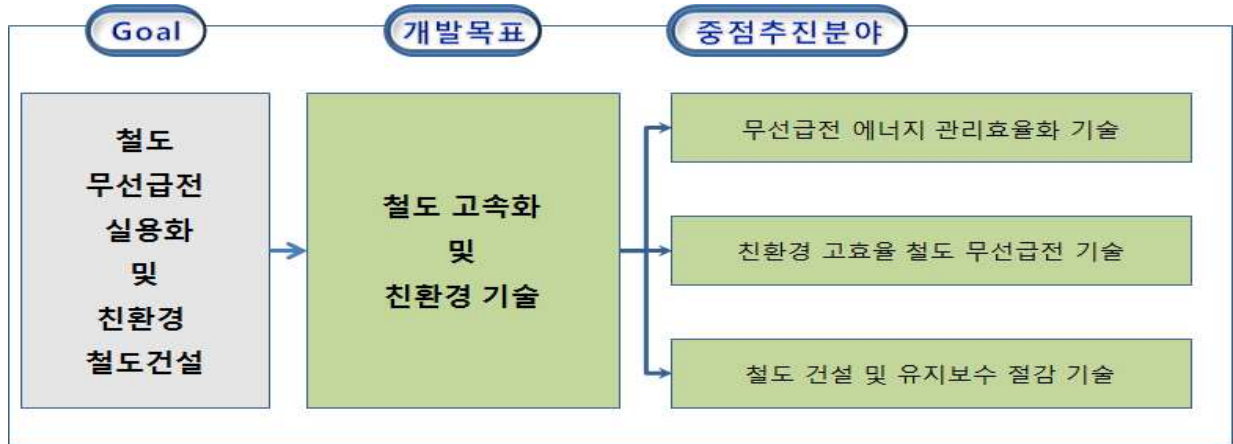 Goal
개발목표
중점추진분야
철도
무선급전
실용화
및
친환경
철도건설
철도 고속화
및
친환경 기술
무선급전 에너지 관리효율화 기술
친환경 고효율 철도 무선급전 기술
철도 건설 및 유지보수 절감 기술